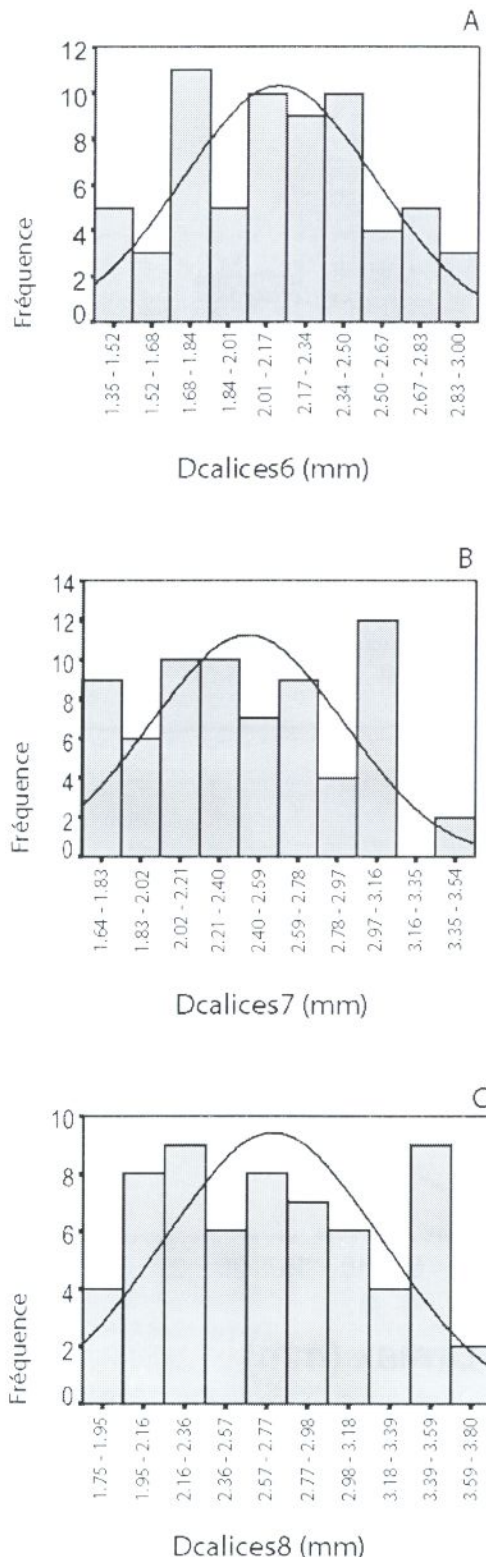 A
12
10
8
6
4
2
0
Fréquence
1.35 - 1.52
1.52 - 1.68
1.68 - 1.84
1.84 - 2.01
2.01 - 2.17
2.17 - 2.34
2.34 - 2.50
2.50 - 2.67
2.67 - 2.83
2.83 - 3.00
Dcalices6 (mm)
B
14
12
10
8
6
4
2
0
Fréquence
1.64 - 1.83
1.83 - 2.02
2.02 - 2.21
2.21 - 2.40
2.40 - 2.59
2.59 - 2.78
2.78 - 2.97
2.97 - 3.16
3.16 - 3.35
3.35 - 3.54
Dcalices7 (mm)
C
10
8
6
4
2
0
Fréquence
1.75 - 1.95
1.95 - 2.16
2.16 - 2.36
2.36 - 2.57
2.57 - 2.77
2.77 - 2.98
2.98 - 3.18
3.18 - 3.39
3.39 - 3.59
3.59 - 3.80
Dcalices8 (mm)